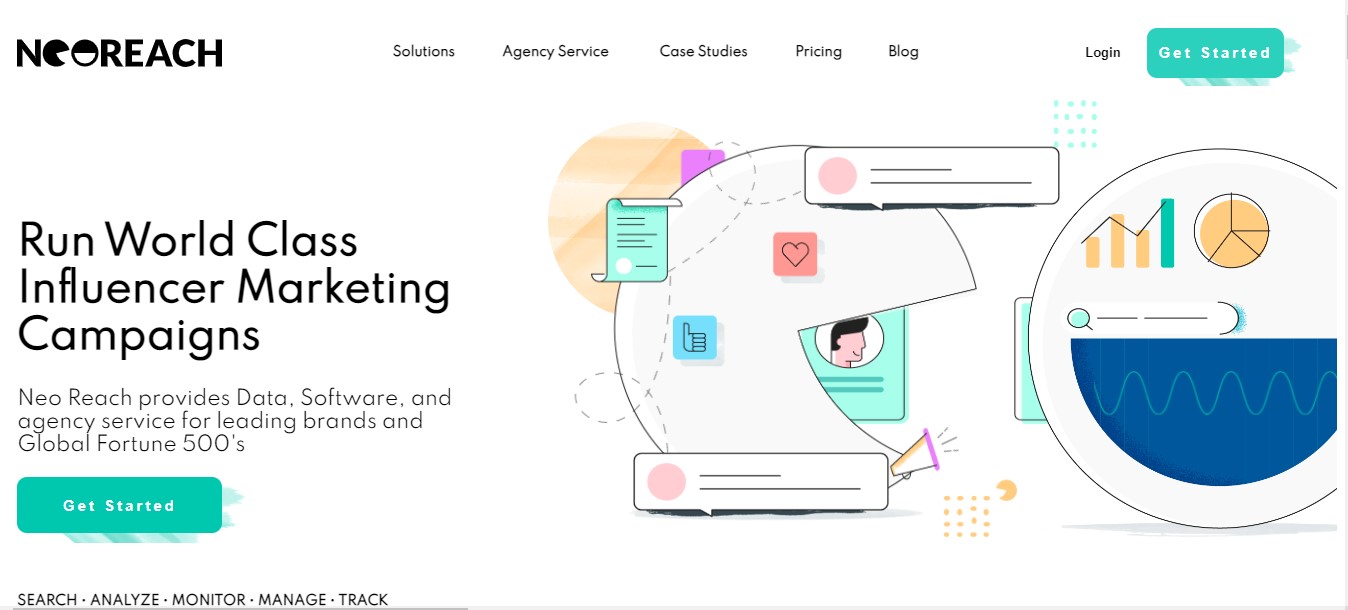 NEOREACH
Solutions
Agency Service
Case Studies
Pricing
Blog
Login
Get Started
Run World Class
Influencer Marketing
Campaigns
Neo Reach provides Data, Software, and
agency service for leading brands and
Global Fortune 500's
Get Started
SEARCH · ANALYZE · MONITOR · MANAGE · TRACK